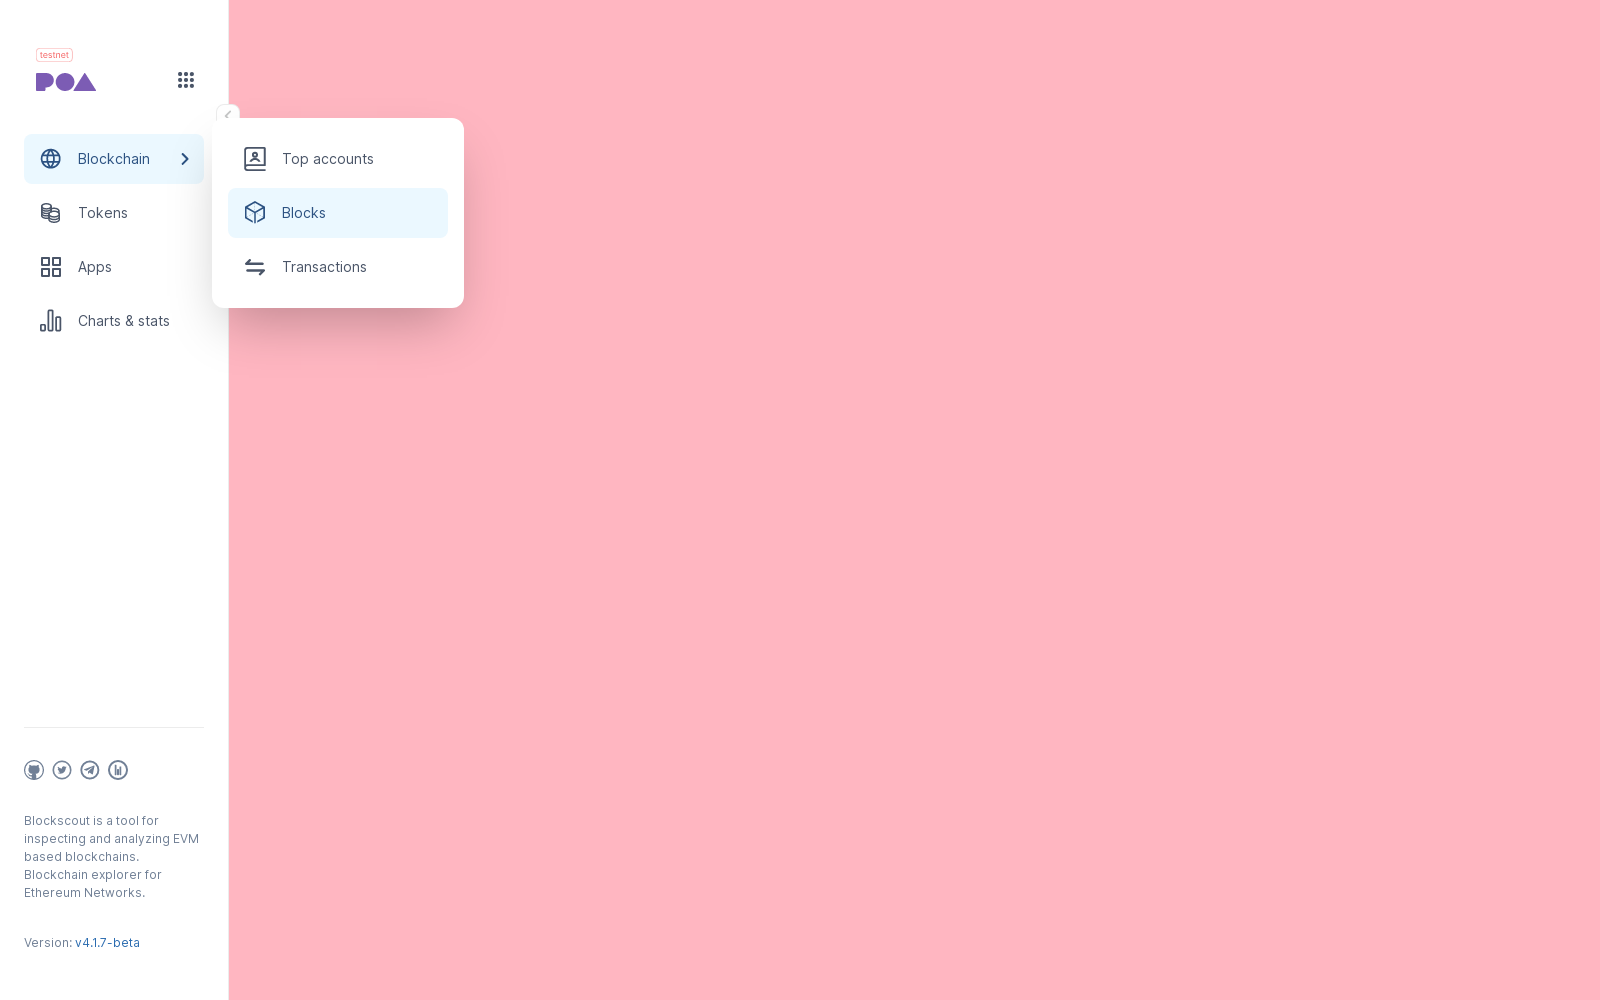 testnet
POA
Blockchain
Tokens
Apps
Charts & stats
Top accounts
Blocks
Transactions
Blockscout is a tool for
inspecting and analyzing EVM
based blockchains.
Blockchain explorer for
Ethereum Networks.
Version: v4.1.7-beta